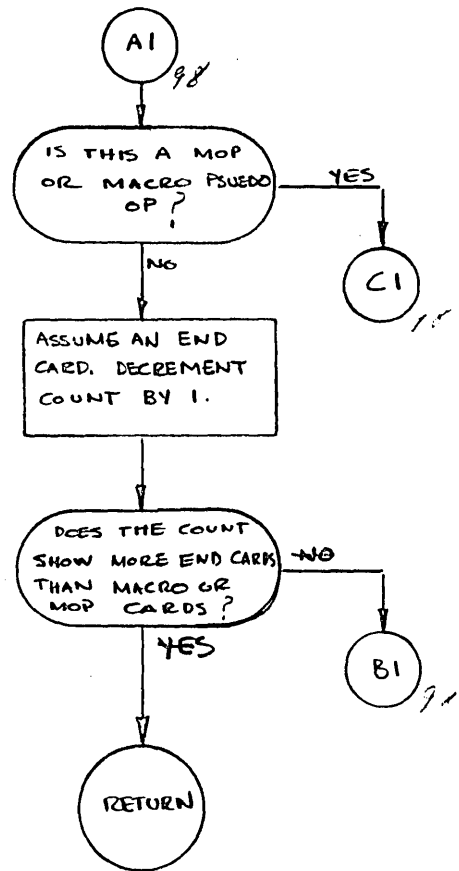 A1
98
IS THIS A MOP
OR MACRO PSUEDO
OP?
YES
NO
C1
ASSUME AN END
CARD. DECREMENT
COUNT BY 1.
DOES THE COUNT
SHOW MORE END CARDS
THAN MACRO OR
MOP CARDS?
NO
YES
B1
RETURN